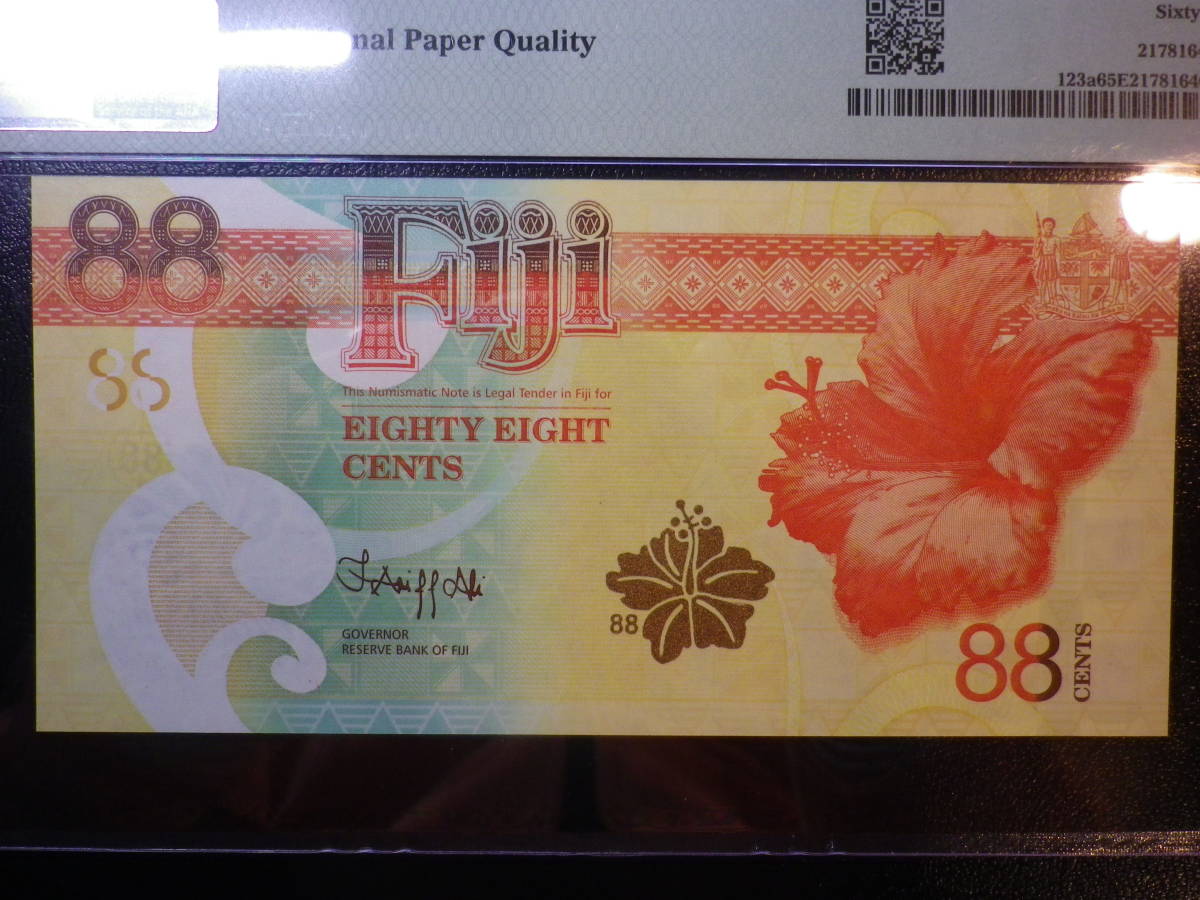 Paper Quality
Sixty
217816
123a65E2178164
88
Fiji
88
This Numismatic Note is Legal Tender in Fiji for
EIGHTY EIGHT
CENTS
88
GOVERNOR
RESERVE BANK OF FIJI
88
88
CENTS